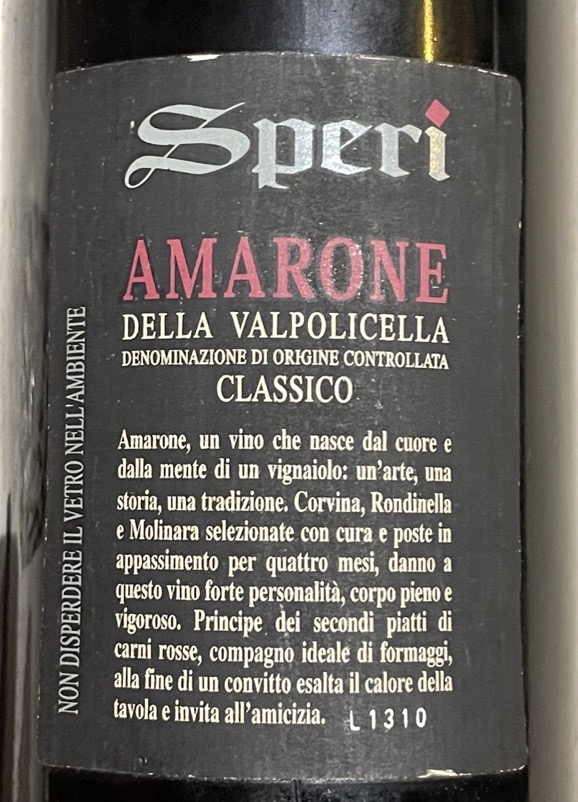 Speri
AMARONE
DELLA VALPOLICELLA
DENOMINAZIONE DI ORIGINE CONTROLLATA
CLASSICO
Amarone, un vino che nasce dal cuore e
dalla mente di un vignaiolo: un'arte, una
storia, una tradizione. Corvina, Rondinella
e Molinara selezionate con cura e poste in
appassimento per quattro mesi, danno a
questo vino forte personalità, corpo pieno e
vigoroso. Principe dei secondi piatti di
carni rosse, compagno ideale di formaggi,
alla fine di un convitto esalta il calore della
tavola e invita all'amicizia. L1310
NON DISPERDERE IL VETRO NELL'AMBIENTE